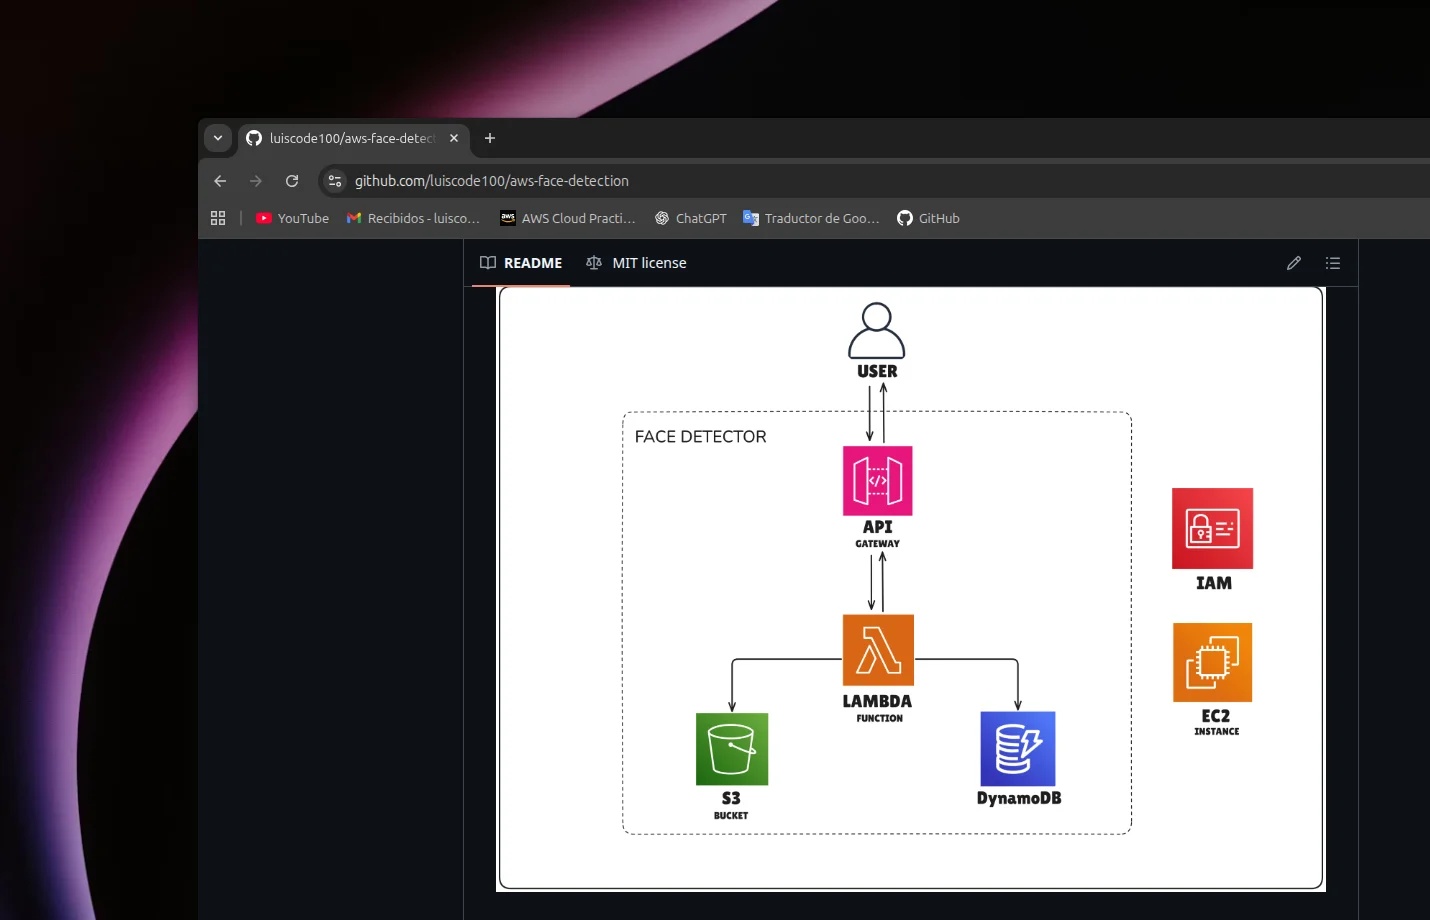 luiscode100/aws-face-detect
github.com/luiscode100/aws-face-detection
YouTube
Recibidos - luisco...
aws
AWS Cloud Practi...
ChatGPT
Traductor de Goo...
GitHub
README
MIT license
USER
FACE DETECTOR
</>
API
GATEWAY
IAM
LAMBDA
FUNCTION
EC2
INSTANCE
S3
BUCKET
DynamoDB